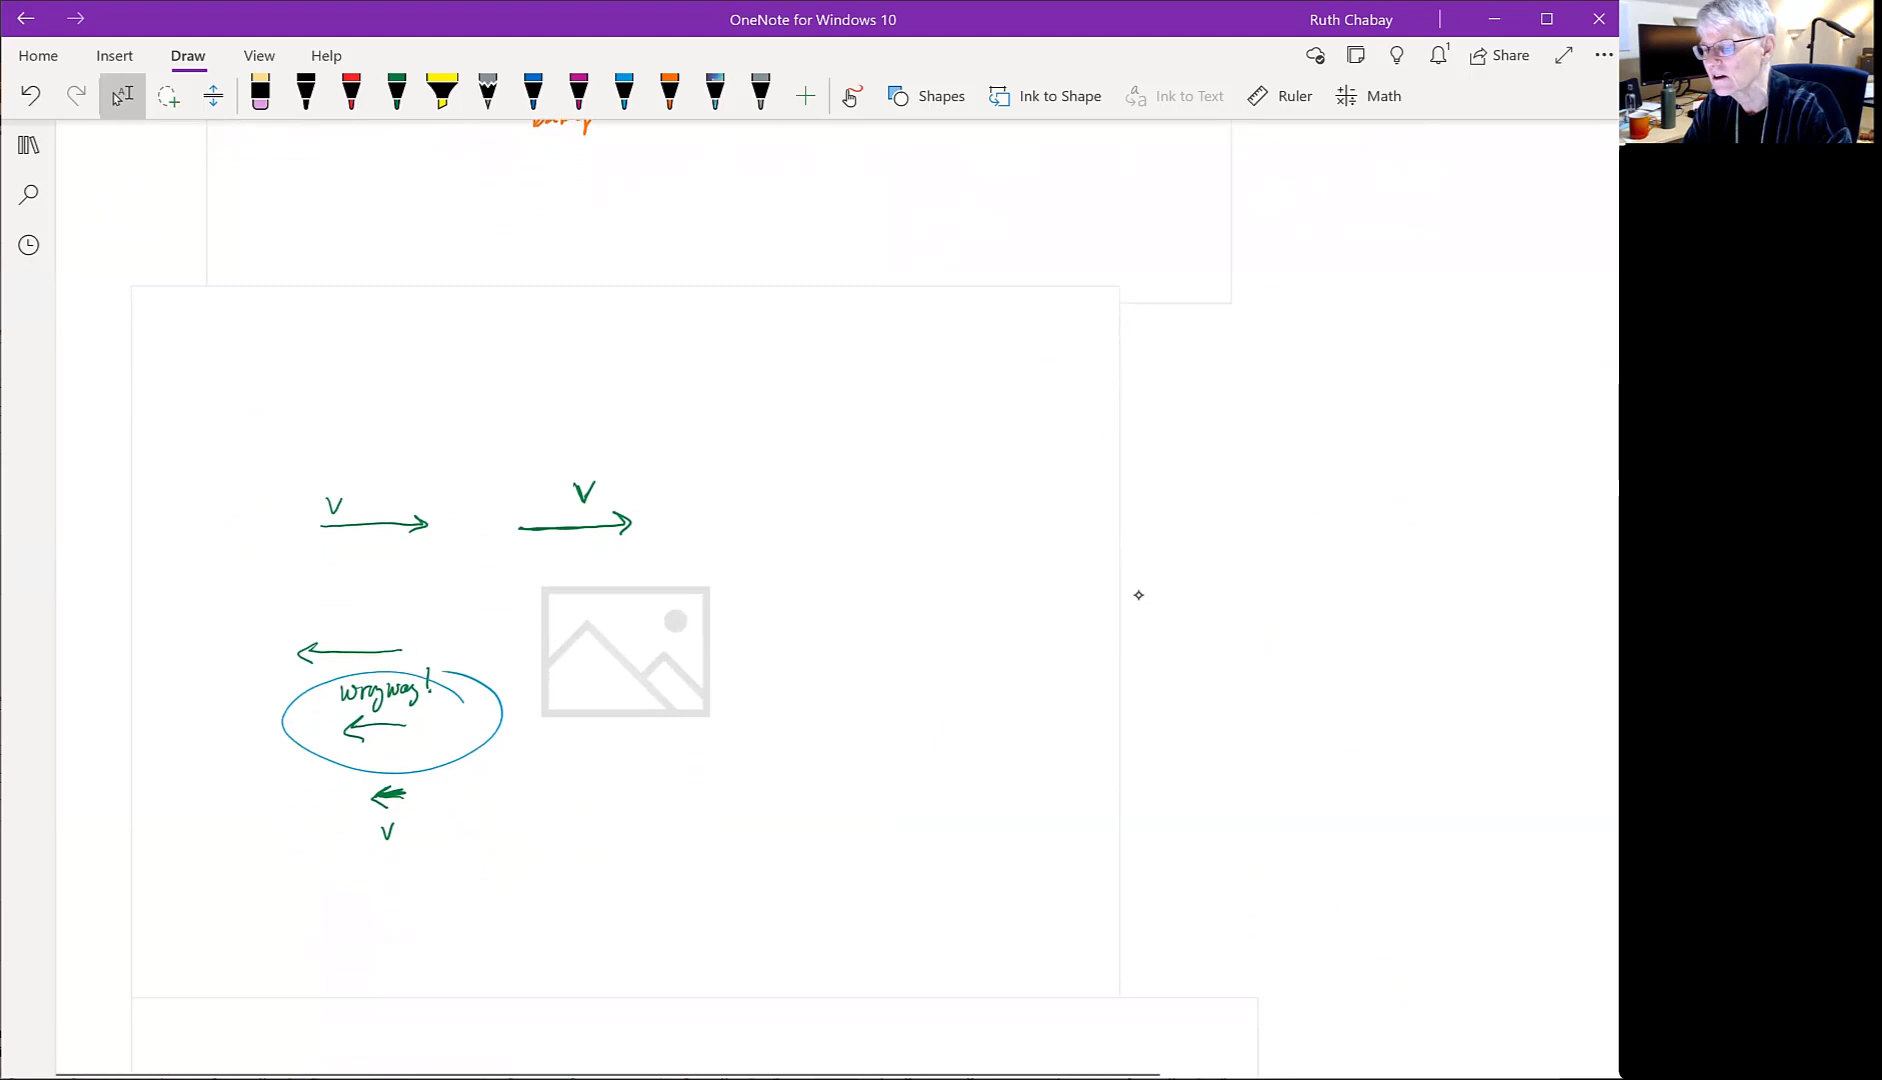 OneNote for Windows 10
Ruth Chabay
Home Insert Draw View Help
1 Share
Shapes Ink to Shape Ink to Text Ruler Math
V V
wrong way!
V